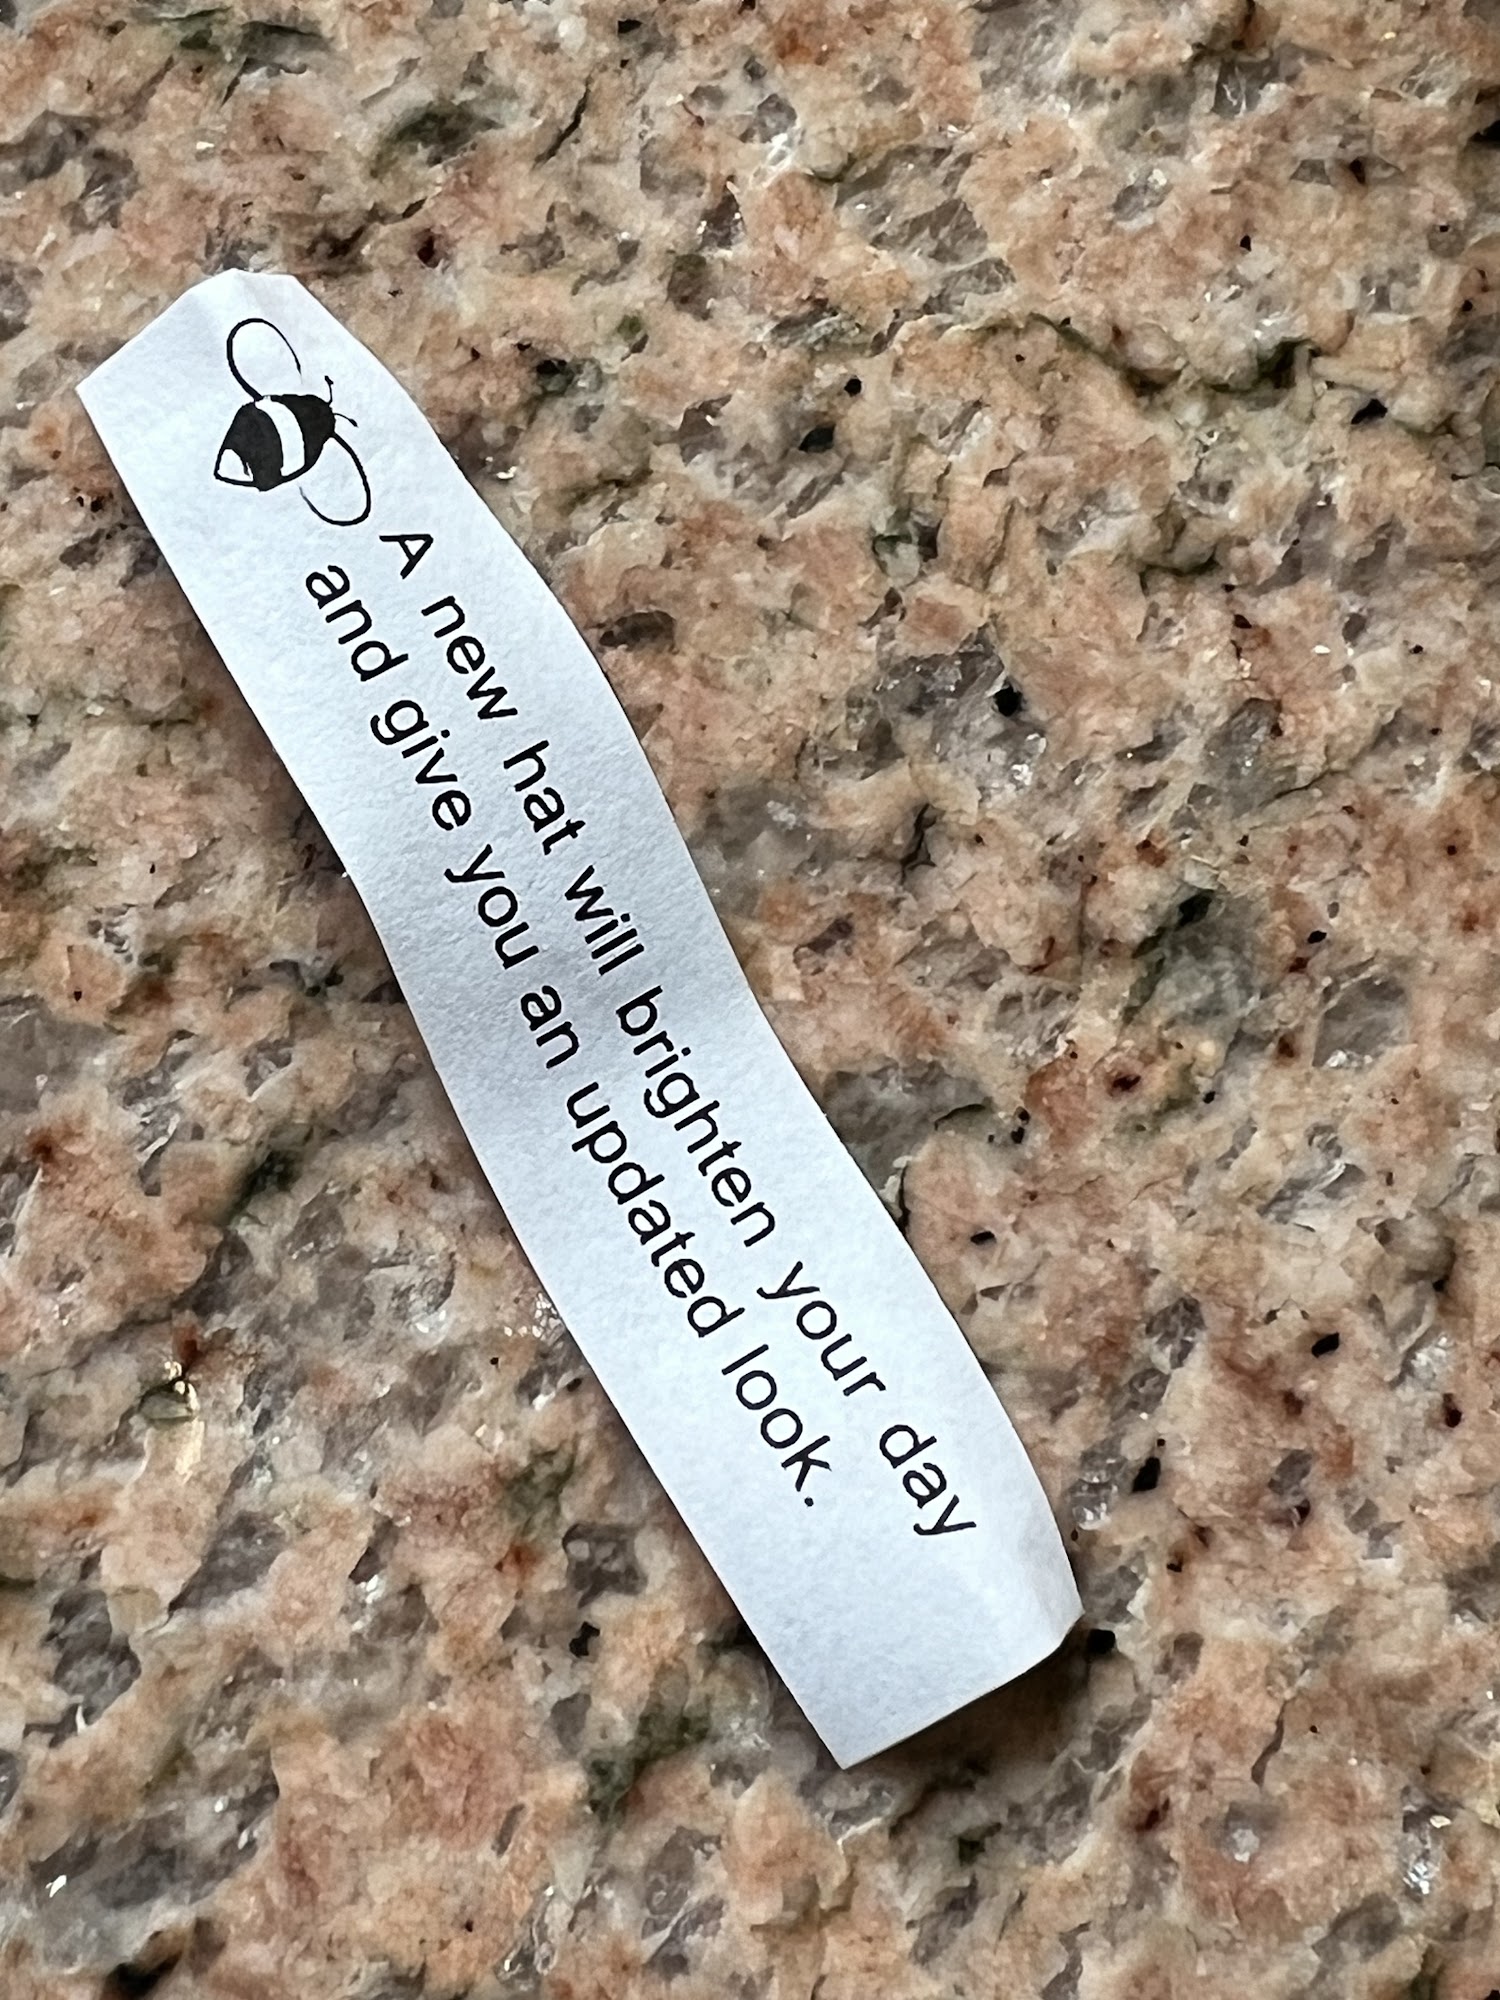 A new hat will brighten your day
and give you an updated look.